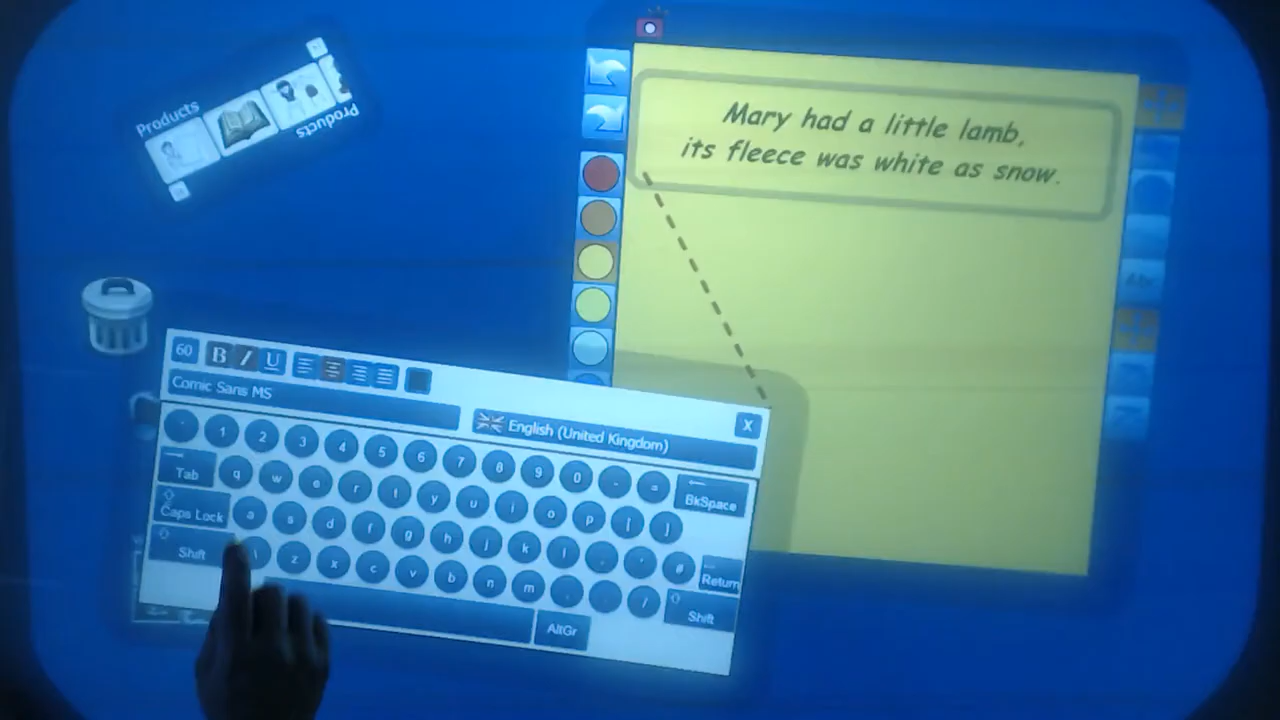 Products
Products
Mary had a little lamb,
its fleece was white as snow.
Abc
60 B I U
Comic Sans MS
English (United Kingdom)
X
` 1 2 3 4 5 6 7 8 9 0 - =
BkSpace
Tab q w e r t y u i o p [ ]
Caps Lock a s d f g h j k l ; ' #
Return
Shift \ z x c v b n m , . /
Shift
AltGr